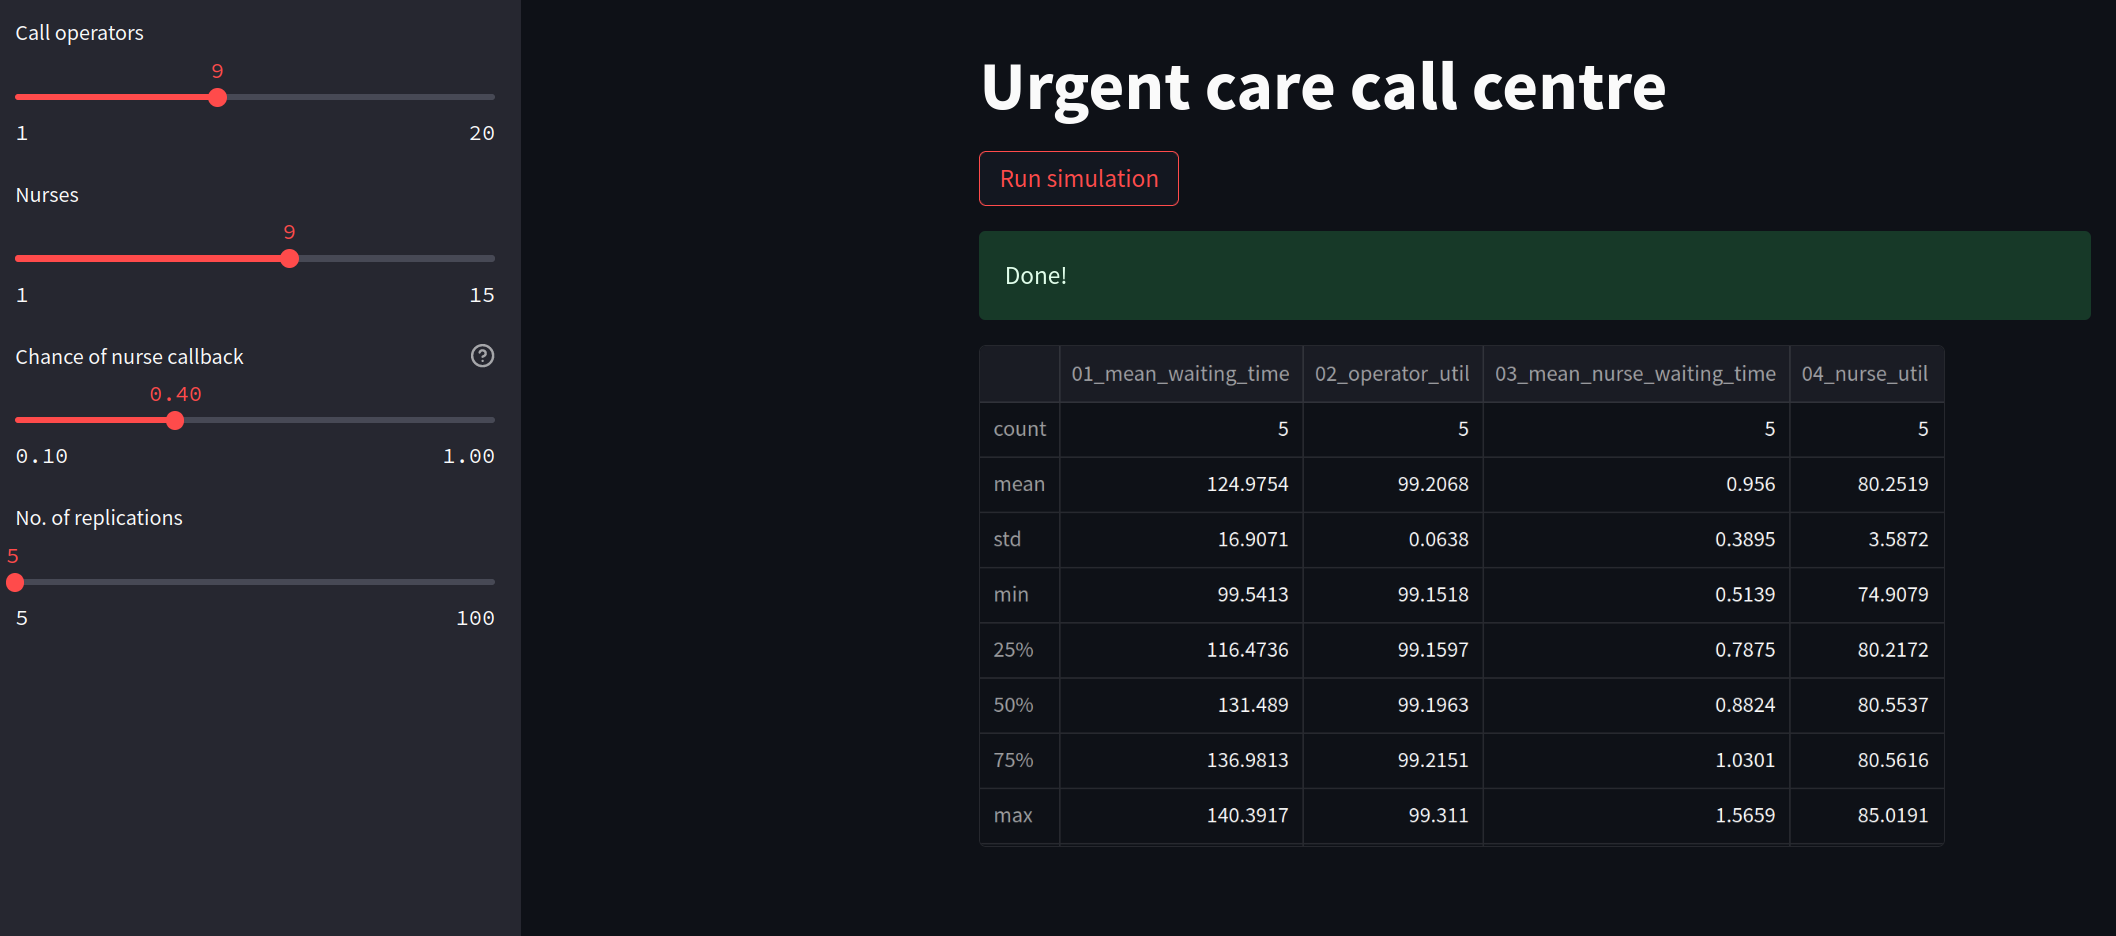 Call operators
9
1 20
Nurses
9
1 15
Chance of nurse callback
0.40
0.10 1.00
No. of replications
5
5 100
Urgent care call centre
Run simulation
Done!
01_mean_waiting_time 02_operator_util 03_mean_nurse_waiting_time 04_nurse_util
count 5 5 5 5
mean 124.9754 99.2068 0.956 80.2519
std 16.9071 0.0638 0.3895 3.5872
min 99.5413 99.1518 0.5139 74.9079
25% 116.4736 99.1597 0.7875 80.2172
50% 131.489 99.1963 0.8824 80.5537
75% 136.9813 99.2151 1.0301 80.5616
max 140.3917 99.311 1.5659 85.0191